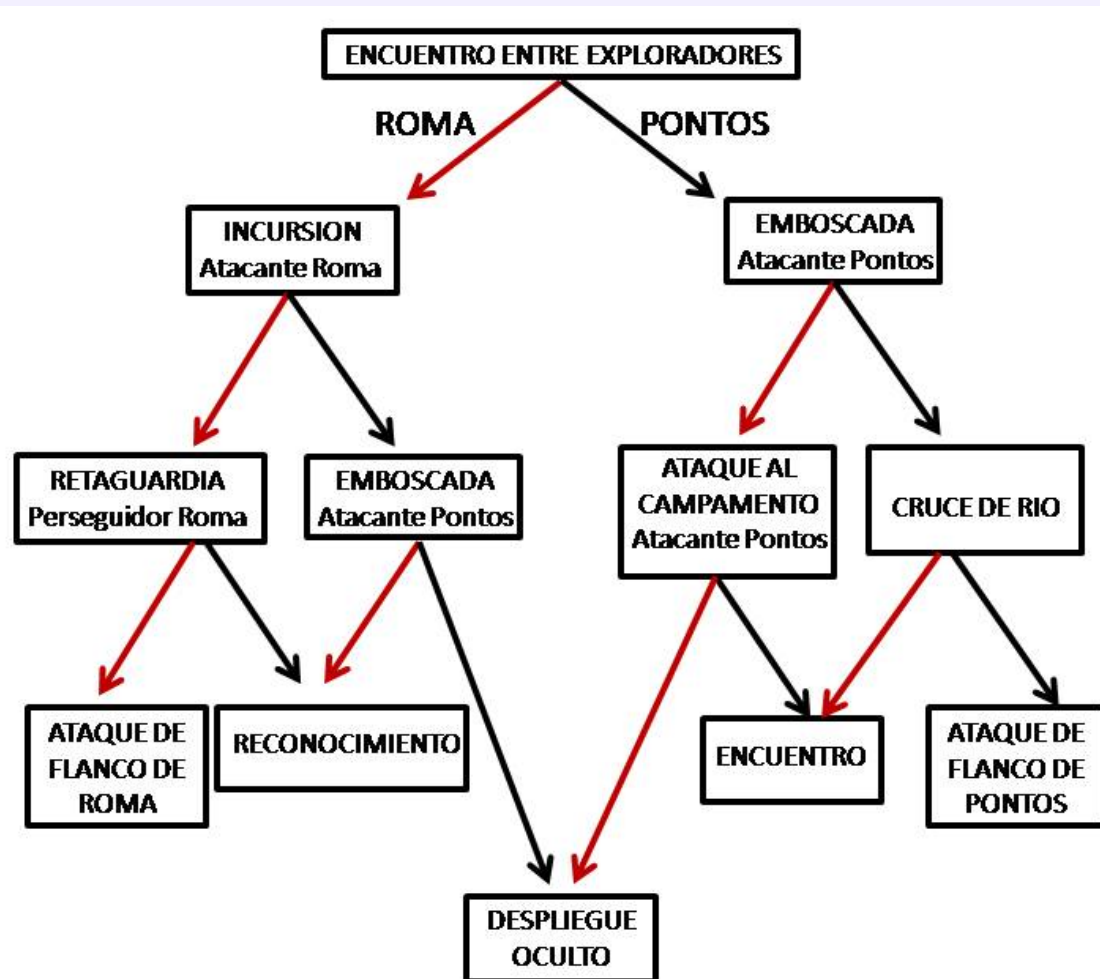 ENCUENTRO ENTRE EXPLORADORES
ROMA
PONTOS
INCURSION
Atacante Roma
EMBOSCADA
Atacante Pontos
RETAGUARDIA
Perseguidor Roma
EMBOSCADA
Atacante Pontos
ATAQUE AL
CAMPAMENTO
Atacante Pontos
CRUCE DE RIO
ATAQUE DE
FLANCO DE
ROMA
RECONOCIMIENTO
ENCUENTRO
ATAQUE DE
FLANCO DE
PONTOS
DESPLIEGUE
OCULTO